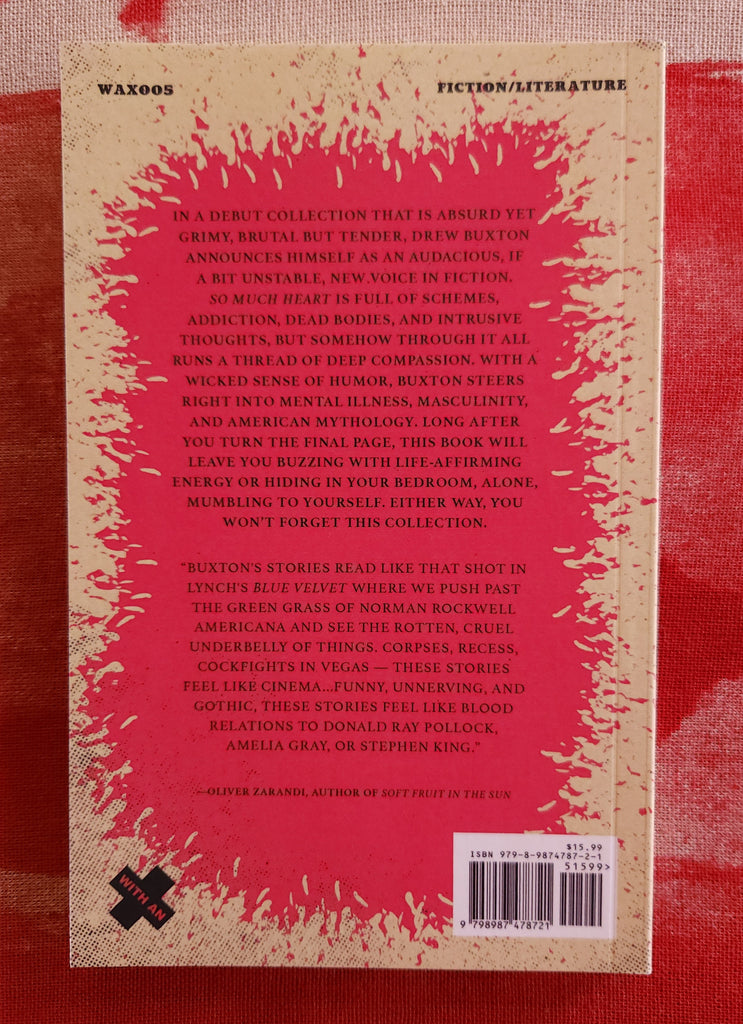 WAX005
FICTION/LITERATURE
IN A DEBUT COLLECTION THAT IS ABSURD YET
GRIMY, BRUTAL BUT TENDER, DREW BUXTON
ANNOUNCES HIMSELF AS AN AUDACIOUS, IF
A BIT UNSTABLE, NEW VOICE IN FICTION.
SO MUCH HEART IS FULL OF SCHEMES,
ADDICTION, DEAD BODIES, AND INTRUSIVE
THOUGHTS, BUT SOMEHOW THROUGH IT ALL
RUNS A THREAD OF DEEP COMPASSION. WITH A
WICKED SENSE OF HUMOR, BUXTON STEERS
RIGHT INTO MENTAL ILLNESS, MASCULINITY,
AND AMERICAN MYTHOLOGY. LONG AFTER
YOU TURN THE FINAL PAGE, THIS BOOK WILL
LEAVE YOU BUZZING WITH LIFE-AFFIRMING
ENERGY OR HIDING IN YOUR BEDROOM, ALONE,
MUMBLING TO YOURSELF. EITHER WAY, YOU
WON'T FORGET THIS COLLECTION.
"BUXTON'S STORIES READ LIKE THAT SHOT IN
LYNCH'S BLUE VELVET WHERE WE PUSH PAST
THE GREEN GRASS OF NORMAN ROCKWELL
AMERICANA AND SEE THE ROTTEN, CRUEL
UNDERBELLY OF THINGS. CORPSES, RECESS,
COCKFIGHTS IN VEGAS — THESE STORIES
FEEL LIKE CINEMA...FUNNY, UNNERVING, AND
GOTHIC, THESE STORIES FEEL LIKE BLOOD
RELATIONS TO DONALD RAY POLLOCK,
AMELIA GRAY, OR STEPHEN KING."
—OLIVER ZARANDI, AUTHOR OF SOFT FRUIT IN THE SUN
WITH AN
$15.99
ISBN 979-8-9874787-2-1
51599>
9 798987 478721